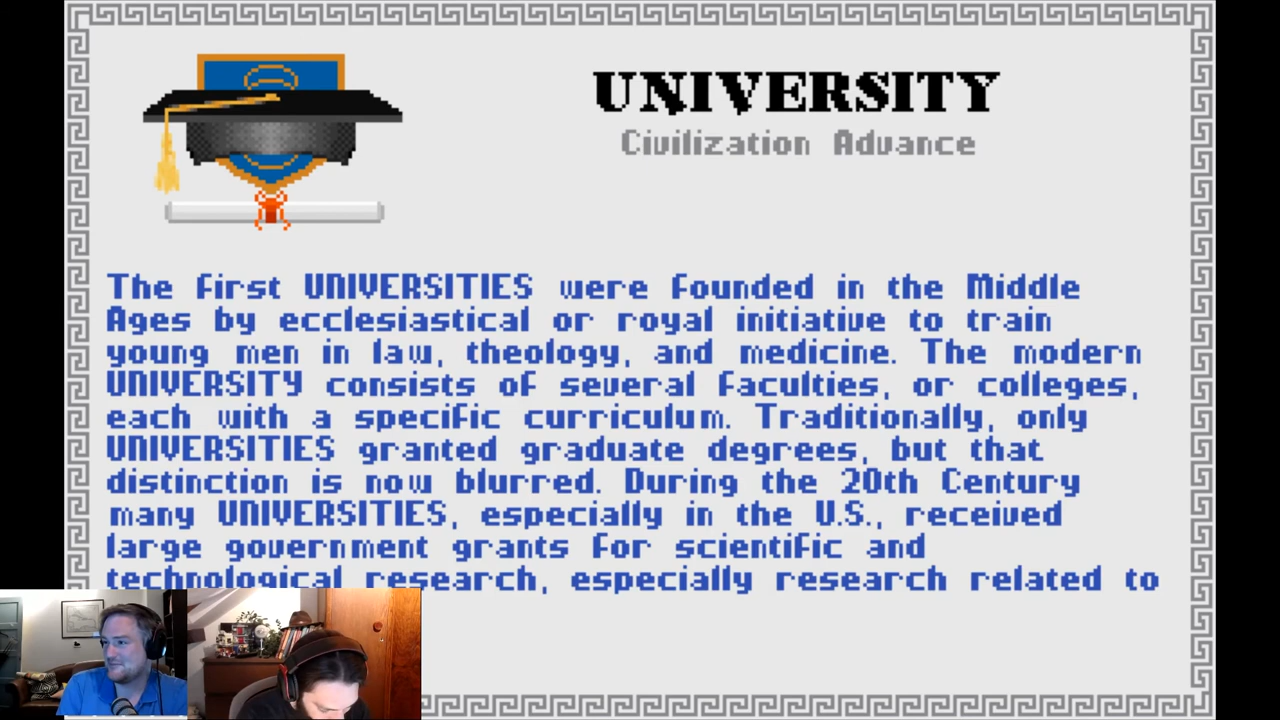 UNIVERSITY
Civilization Advance
The first UNIVERSITIES were founded in the Middle
Ages by ecclesiastical or royal initiative to train
young men in law, theology, and medicine. The modern
UNIVERSITY consists of several faculties, or colleges,
each with a specific curriculum. Traditionally, only
UNIVERSITIES granted graduate degrees, but that
distinction is now blurred. During the 20th Century
many UNIVERSITIES, especially in the U.S., received
large government grants for scientific and
technological research, especially research related to